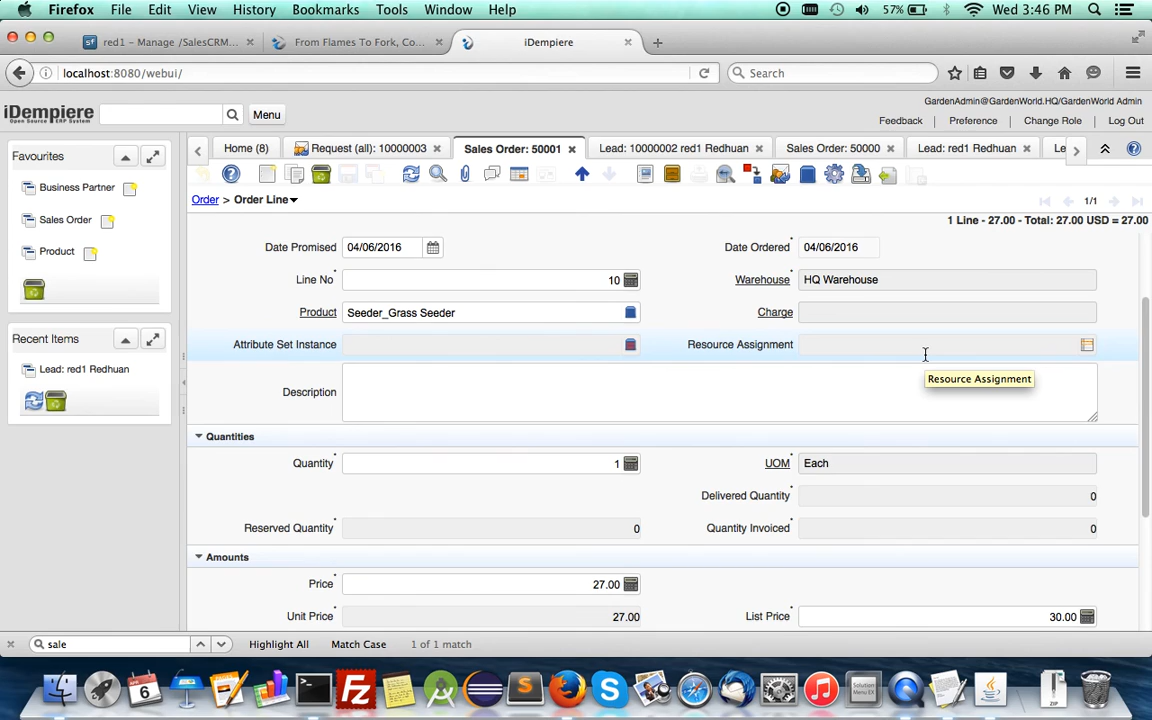 Firefox File Edit View History Bookmarks Tools Window Help 57% Wed 3:46 PM
red1 - Manage /SalesCRM... From Flames To Fork, Co... iDempiere
localhost:8080/webui/ Search
iDempiere Menu GardenAdmin@GardenWorld.HQ/GardenWorld Admin
Open Source ERP System Feedback Preference Change Role Log Out
Favourites
Business Partner
Sales Order
Product
Recent Items
Lead: red1 Redhuan
Home (8) Request (all): 10000003 Sales Order: 50001 Lead: 10000002 red1 Redhuan Sales Order: 50000 Lead: red1 Redhuan Le
Order > Order Line 1/1
1 Line - 27.00 - Total: 27.00 USD = 27.00
Date Promised 04/06/2016 Date Ordered 04/06/2016
Line No 10 Warehouse HQ Warehouse
Product Seeder_Grass Seeder Charge
Attribute Set Instance Resource Assignment
Resource Assignment
Description
Quantities
Quantity 1 UOM Each
Delivered Quantity 0
Reserved Quantity 0 Quantity Invoiced 0
Amounts
Price 27.00
Unit Price 27.00 List Price 30.00
sale Highlight All Match Case 1 of 1 match